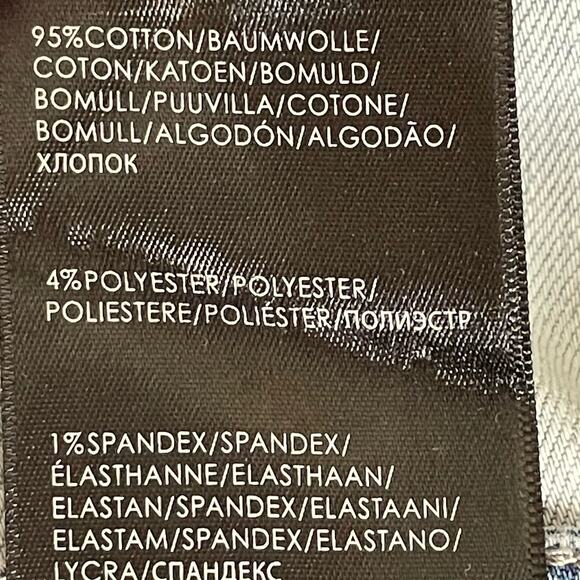 95%COTTON/BAUMWOLLE/
COTON/KATOEN/BOMULD/
BOMULL/PUUVILLA/COTONE/
BOMULL/ALGODÓN/ALGODÃO/
ХЛОПОК
4%POLYESTER/POLYESTER/
POLIESTERE/POLIÉSTER/ПОЛИЭСТР
1%SPANDEX/SPANDEX/
ÉLASTHANNE/ELASTHAAN/
ELASTAN/SPANDEX/ELASTAANI/
ELASTAM/SPANDEX/ELASTANO/
LYCRA/СПАНДЕКС